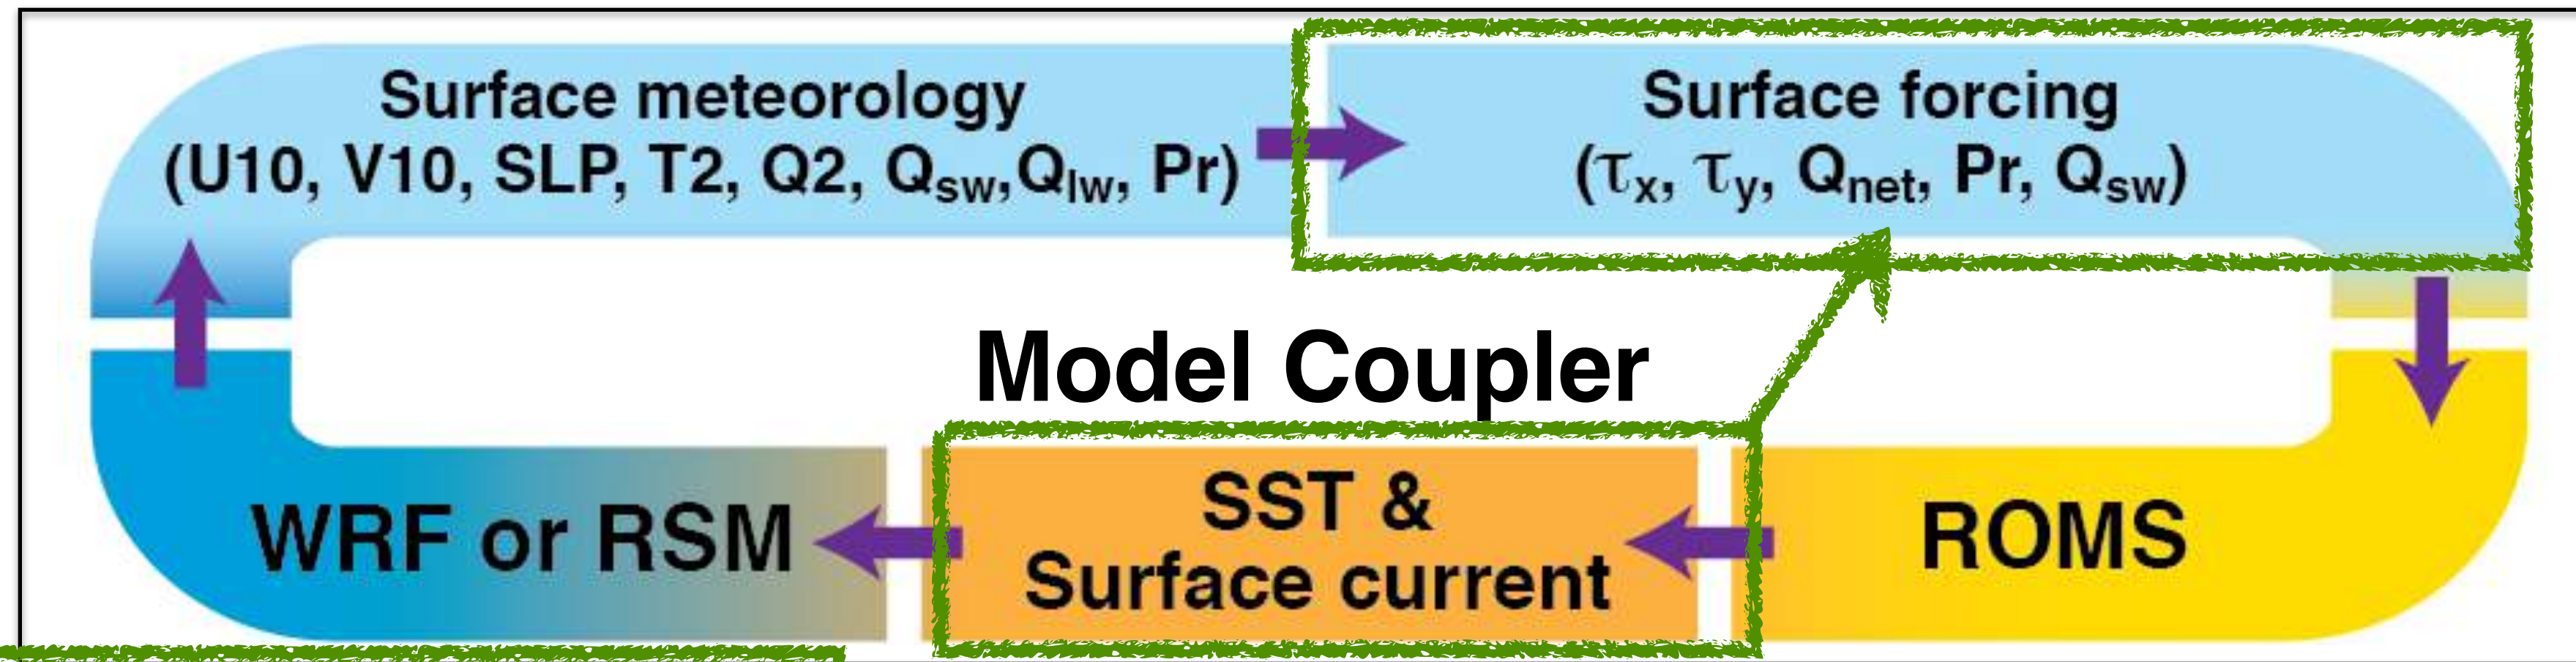 Surface meteorology
(U10, V10, SLP, T2, Q2, Qsw,Qlw, Pr)
Surface forcing
(τx, τy, Qnet, Pr, Qsw)
Model Coupler
WRF or RSM
SST &
Surface current
ROMS